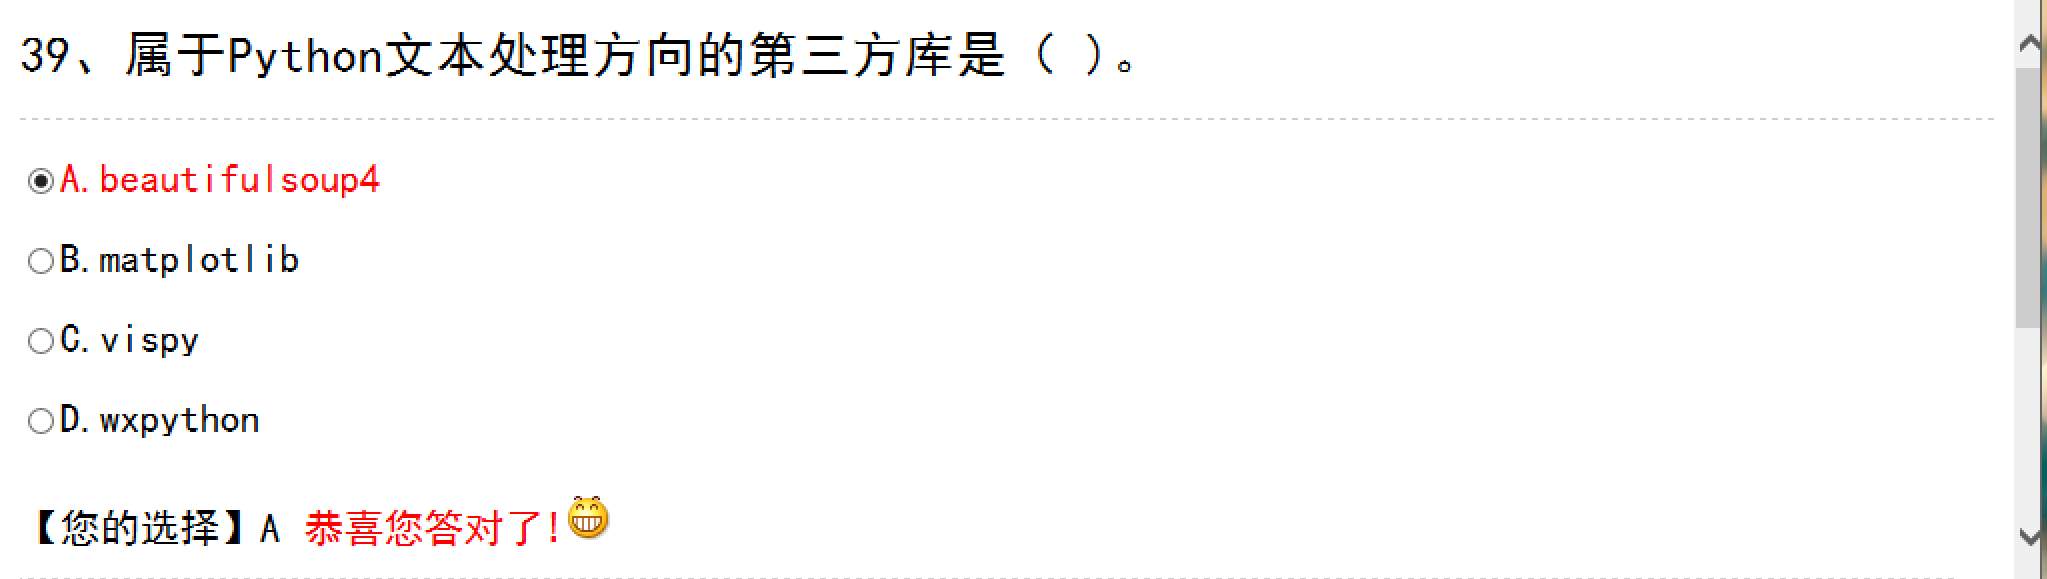 39、属于Python文本处理方向的第三方库是（ ）。
A.beautifulsoup4
B.matplotlib
C.vispy
D.wxpython
【您的选择】A 恭喜您答对了!